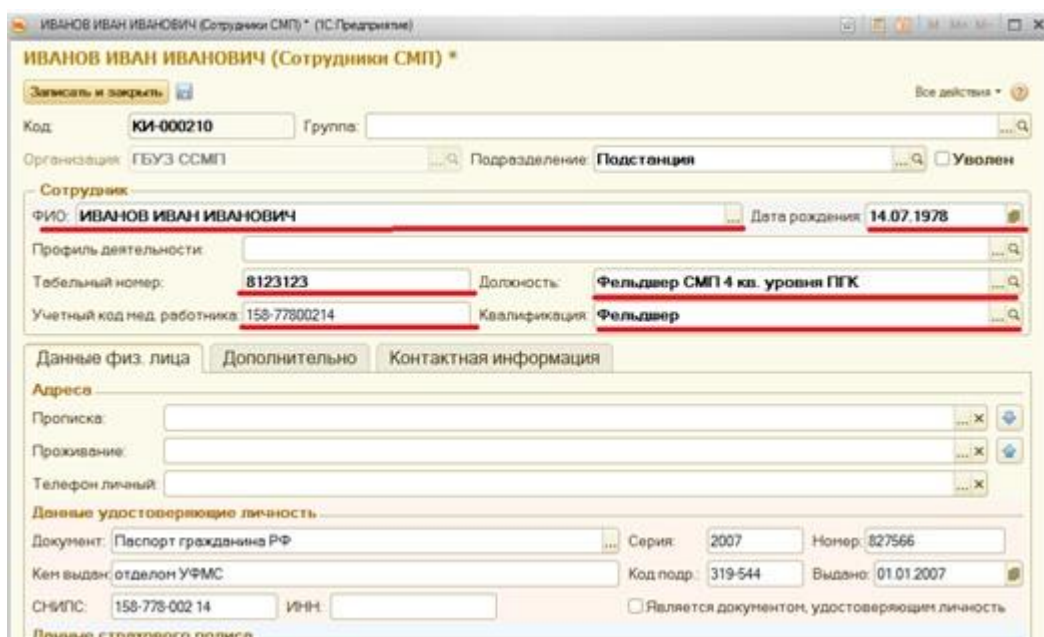 ИВАНОВ ИВАН ИВАНОВИЧ (Сотрудники СМП) * (1С:Предприятие) M M+ M-
ИВАНОВ ИВАН ИВАНОВИЧ (Сотрудники СМП) *
Записать и закрыть Все действия
Код: КИ-000210 Группа:
Организация: ГБУЗ ССМП Подразделение: Подстанция Уволен
Сотрудник
ФИО: ИВАНОВ ИВАН ИВАНОВИЧ Дата рождения: 14.07.1978
Профиль деятельности:
Табельный номер: 8123123 Должность: Фельдшер СМП 4 кв. уровня ПГК
Учетный код мед. работника: 158-77800214 Квалификация: Фельдшер
Данные физ. лица Дополнительно Контактная информация
Адреса
Прописка:
Проживание:
Телефон личный:
Данные удостоверяющие личность
Документ: Паспорт гражданина РФ Серия: 2007 Номер: 827566
Кем выдан: отделом УФМС Код подр.: 319-544 Выдано: 01.01.2007
СНИПС: 158-778-002 14 ИНН: Является документом, удостоверяющим личность
Данные страхового полиса